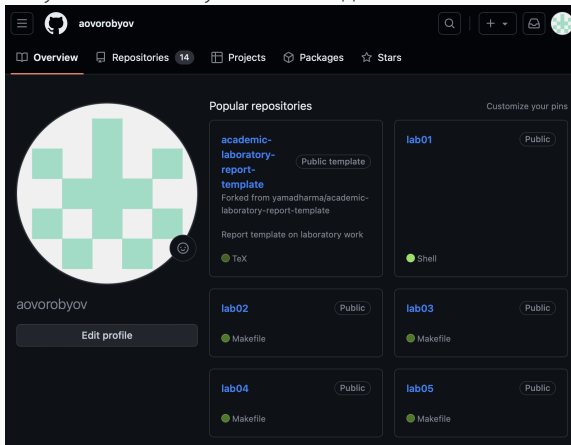 aovorobyov
Overview Repositories 14 Projects Packages Stars
Popular repositories Customize your pins
academic-
laboratory-
report-
template
Public template
Forked from yamadharma/academic-
laboratory-report-template
Report template on laboratory work
TeX
lab01 Public
Shell
aovorobyov
Edit profile
lab02 Public
Makefile
lab03 Public
Makefile
lab04 Public
Makefile
lab05 Public
Makefile